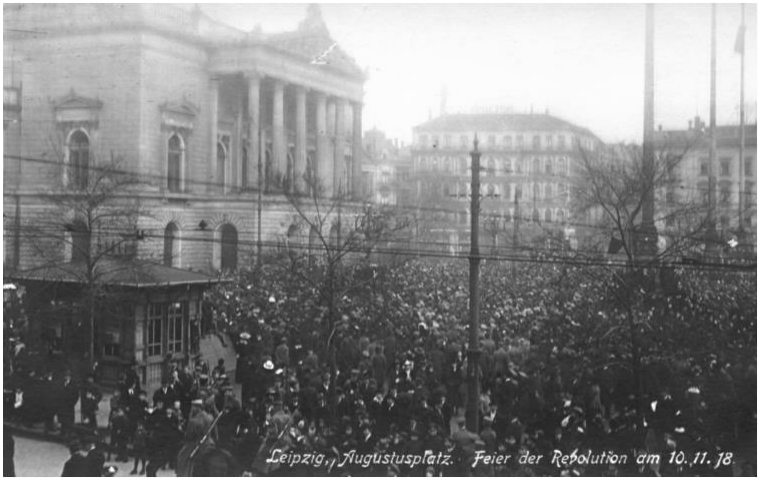 Leipzig, Augustusplatz. Feier der Revolution am 10.11.18.